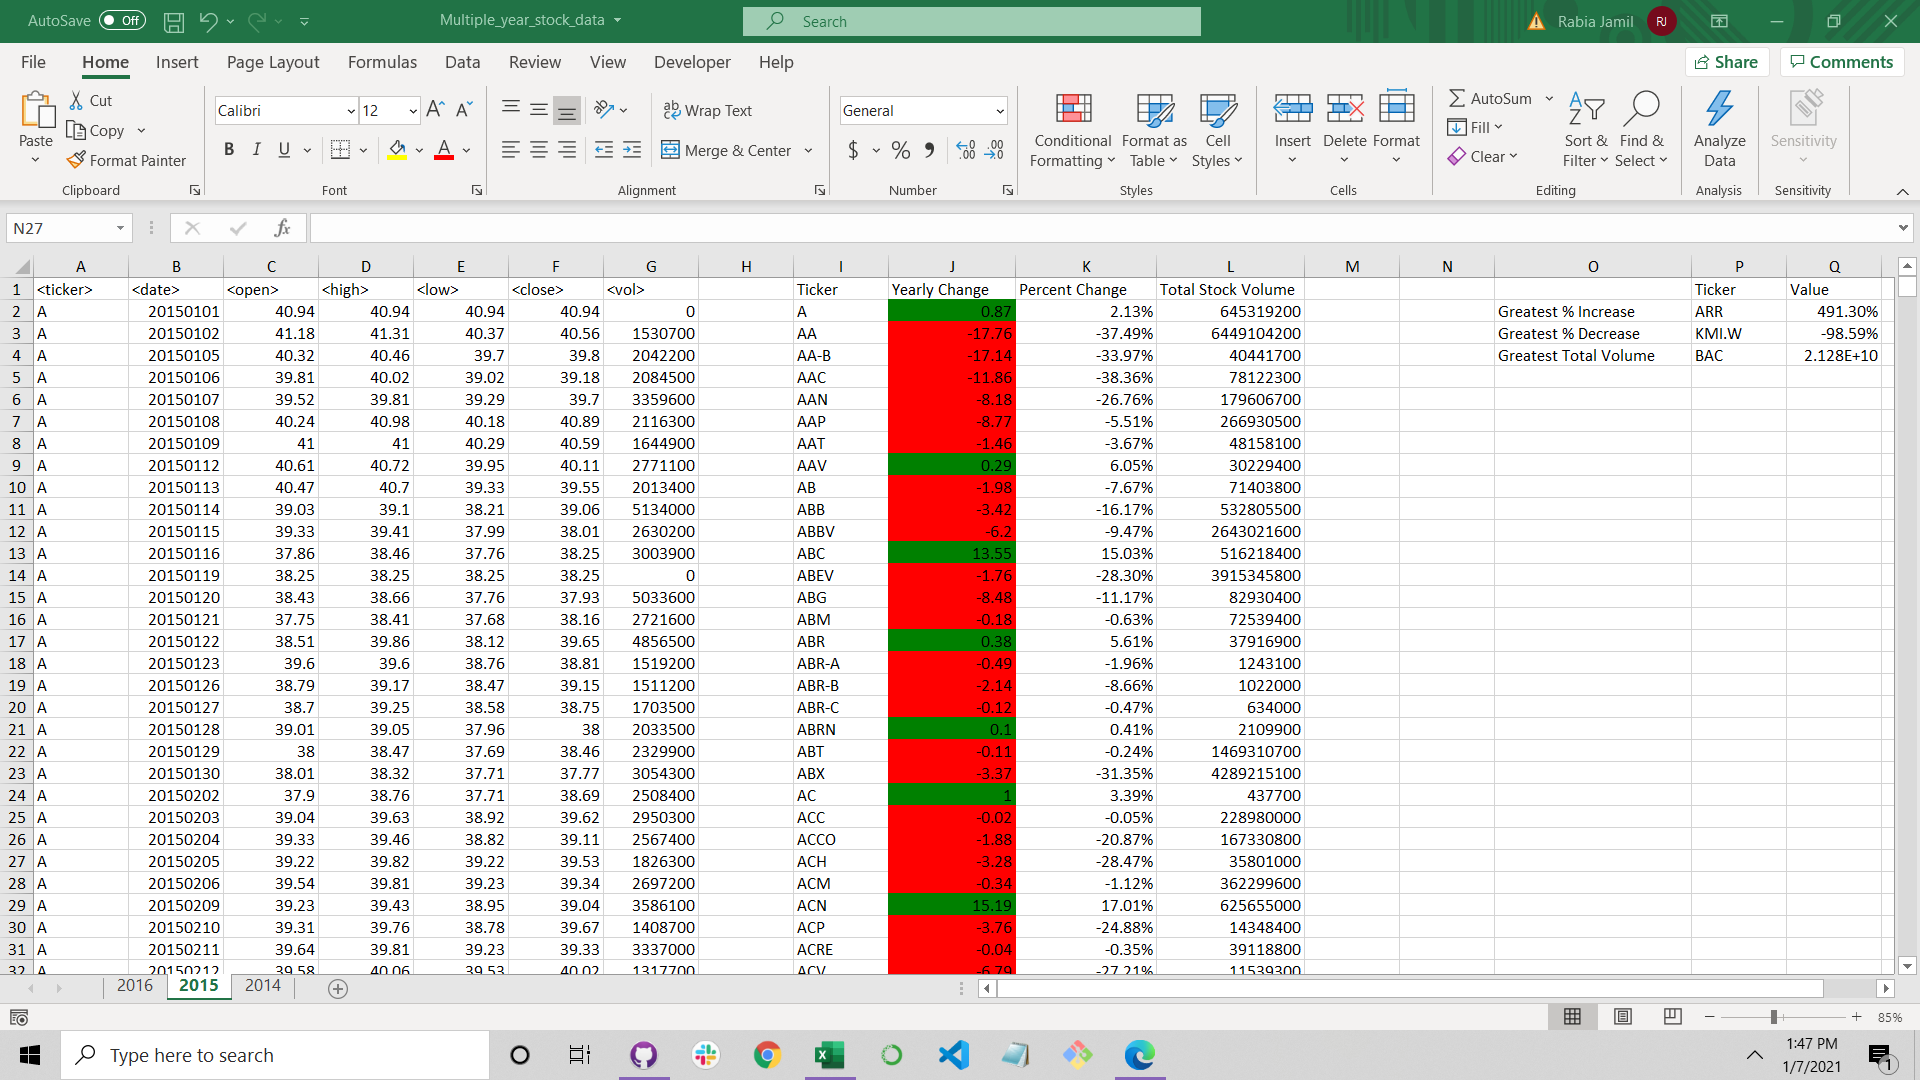 AutoSave Off Multiple_year_stock_data Search Rabia Jamil RJ
File Home Insert Page Layout Formulas Data Review View Developer Help Share Comments
Paste Cut Copy Format Painter Clipboard
Calibri 12 A A B I U A Font
ab Wrap Text Merge & Center Alignment
General $ % 9 Number
Conditional Formatting Format as Table Cell Styles Styles
Insert Delete Format Cells
AutoSum Fill Clear Sort & Filter Find & Select Editing
Analyze Data Analysis
Sensitivity Sensitivity
N27 fx
A B C D E F G H I J K L M N O P Q
1 <ticker> <date> <open> <high> <low> <close> <vol> Ticker Yearly Change Percent Change Total Stock Volume Ticker Value
2 A 20150101 40.94 40.94 40.94 40.94 0 A 0.87 2.13% 645319200 Greatest % Increase ARR 491.30%
3 A 20150102 41.18 41.31 40.37 40.56 1530700 AA -17.76 -37.49% 6449104200 Greatest % Decrease KMI.W -98.59%
4 A 20150105 40.32 40.46 39.7 39.8 2042200 AA-B -17.14 -33.97% 40441700 Greatest Total Volume BAC 2.128E+10
5 A 20150106 39.81 40.02 39.02 39.18 2084500 AAC -11.86 -38.36% 78122300
6 A 20150107 39.52 39.81 39.29 39.7 3359600 AAN -8.18 -26.76% 179606700
7 A 20150108 40.24 40.98 40.18 40.89 2116300 AAP -8.77 -5.51% 266930500
8 A 20150109 41 41 40.29 40.59 1644900 AAT -1.46 -3.67% 48158100
9 A 20150112 40.61 40.72 39.95 40.11 2771100 AAV 0.29 6.05% 30229400
10 A 20150113 40.47 40.7 39.33 39.55 2013400 AB -1.98 -7.67% 71403800
11 A 20150114 39.03 39.1 38.21 39.06 5134000 ABB -3.42 -16.17% 532805500
12 A 20150115 39.33 39.41 37.99 38.01 2630200 ABBV -6.2 -9.47% 2643021600
13 A 20150116 37.86 38.46 37.76 38.25 3003900 ABC 13.55 15.03% 516218400
14 A 20150119 38.25 38.25 38.25 38.25 0 ABEV -1.76 -28.30% 3915345800
15 A 20150120 38.43 38.66 37.76 37.93 5033600 ABG -8.48 -11.17% 82930400
16 A 20150121 37.75 38.41 37.68 38.16 2721600 ABM -0.18 -0.63% 72539400
17 A 20150122 38.51 39.86 38.12 39.65 4856500 ABR 0.38 5.61% 37916900
18 A 20150123 39.6 39.6 38.76 38.81 1519200 ABR-A -0.49 -1.96% 1243100
19 A 20150126 38.79 39.17 38.47 39.15 1511200 ABR-B -2.14 -8.66% 1022000
20 A 20150127 38.7 39.25 38.58 38.75 1703500 ABR-C -0.12 -0.47% 634000
21 A 20150128 39.01 39.05 37.96 38 2033500 ABRN 0.1 0.41% 2109900
22 A 20150129 38 38.47 37.69 38.46 2329900 ABT -0.11 -0.24% 1469310700
23 A 20150130 38.01 38.32 37.71 37.77 3054300 ABX -3.37 -31.35% 4289215100
24 A 20150202 37.9 38.76 37.71 38.69 2508400 AC 1 3.39% 437700
25 A 20150203 39.04 39.63 38.92 39.62 2950300 ACC -0.02 -0.05% 228980000
26 A 20150204 39.33 39.46 38.82 39.11 2567400 ACCO -1.88 -20.87% 167330800
27 A 20150205 39.22 39.82 39.22 39.53 1826300 ACH -3.28 -28.47% 35801000
28 A 20150206 39.54 39.81 39.23 39.34 2697200 ACM -0.34 -1.12% 362299600
29 A 20150209 39.23 39.43 38.95 39.04 3586100 ACN 15.19 17.01% 625655000
30 A 20150210 39.31 39.76 38.78 39.67 1408700 ACP -3.76 -24.88% 14348400
31 A 20150211 39.64 39.81 39.23 39.33 3337000 ACRE -0.04 -0.35% 39118800
32 A 20150212 39.58 40.06 39.53 40.02 1317700 ACV -6.79 -27.21% 11539300
2016 2015 2014
85%
Type here to search
1:47 PM
1/7/2021
1